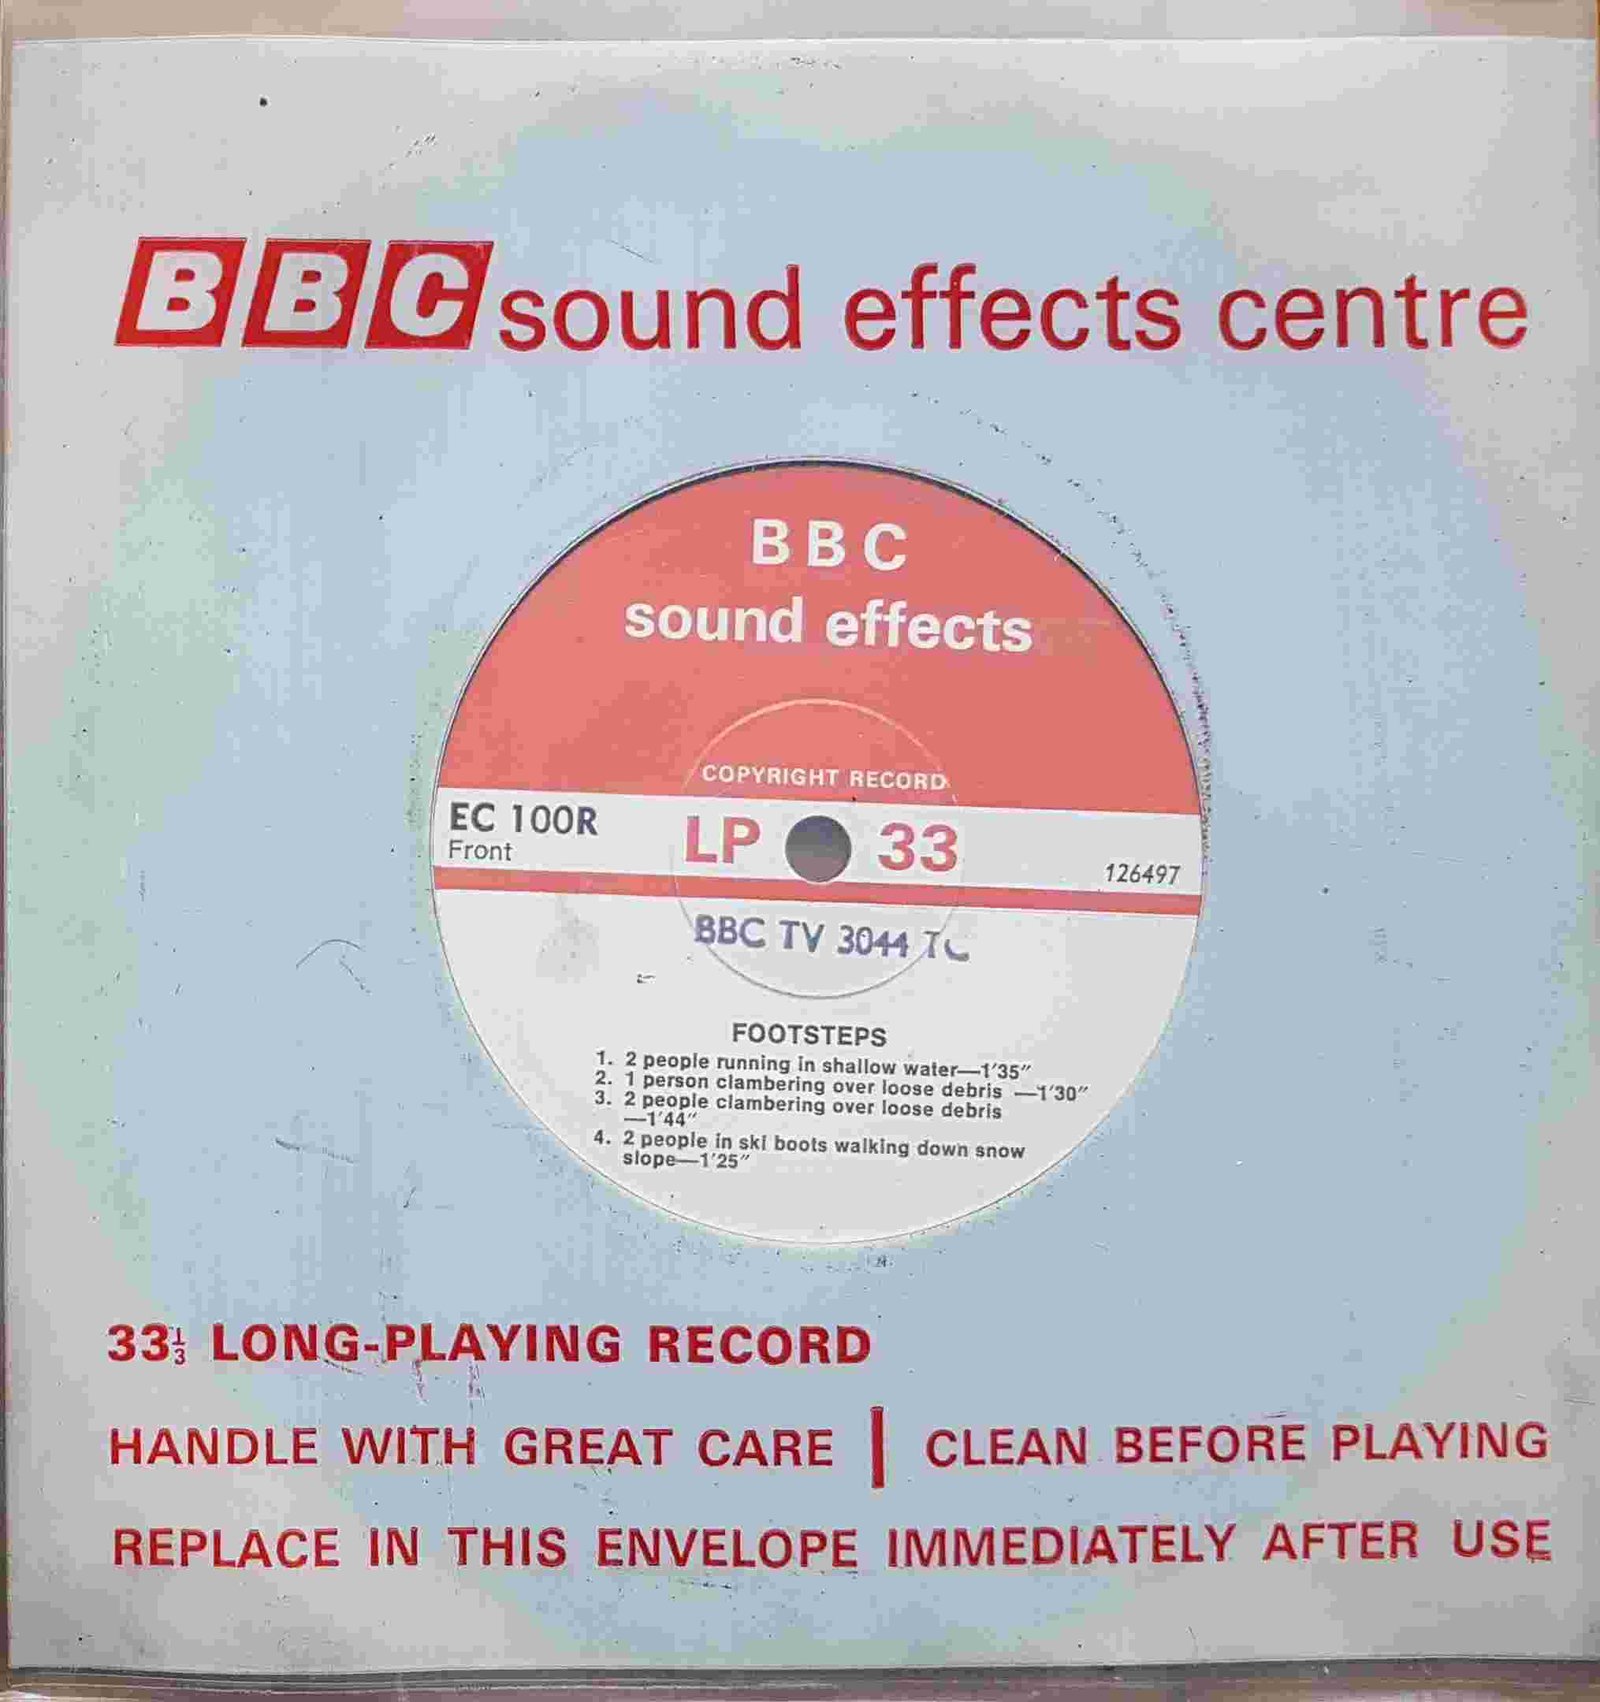 BBC sound effects centre
BBC
sound effects
COPYRIGHT RECORD
EC 100R
Front
LP 33
126497
BBC TV 3044
FOOTSTEPS
1. 2 people running in shallow water—1'35"
2. 1 person clambering over loose debris —1'30"
3. 2 people clambering over loose debris
—1'44"
4. 2 people in ski boots walking down snow
slope—1'25"
33⅓ LONG-PLAYING RECORD
HANDLE WITH GREAT CARE | CLEAN BEFORE PLAYING
REPLACE IN THIS ENVELOPE IMMEDIATELY AFTER USE